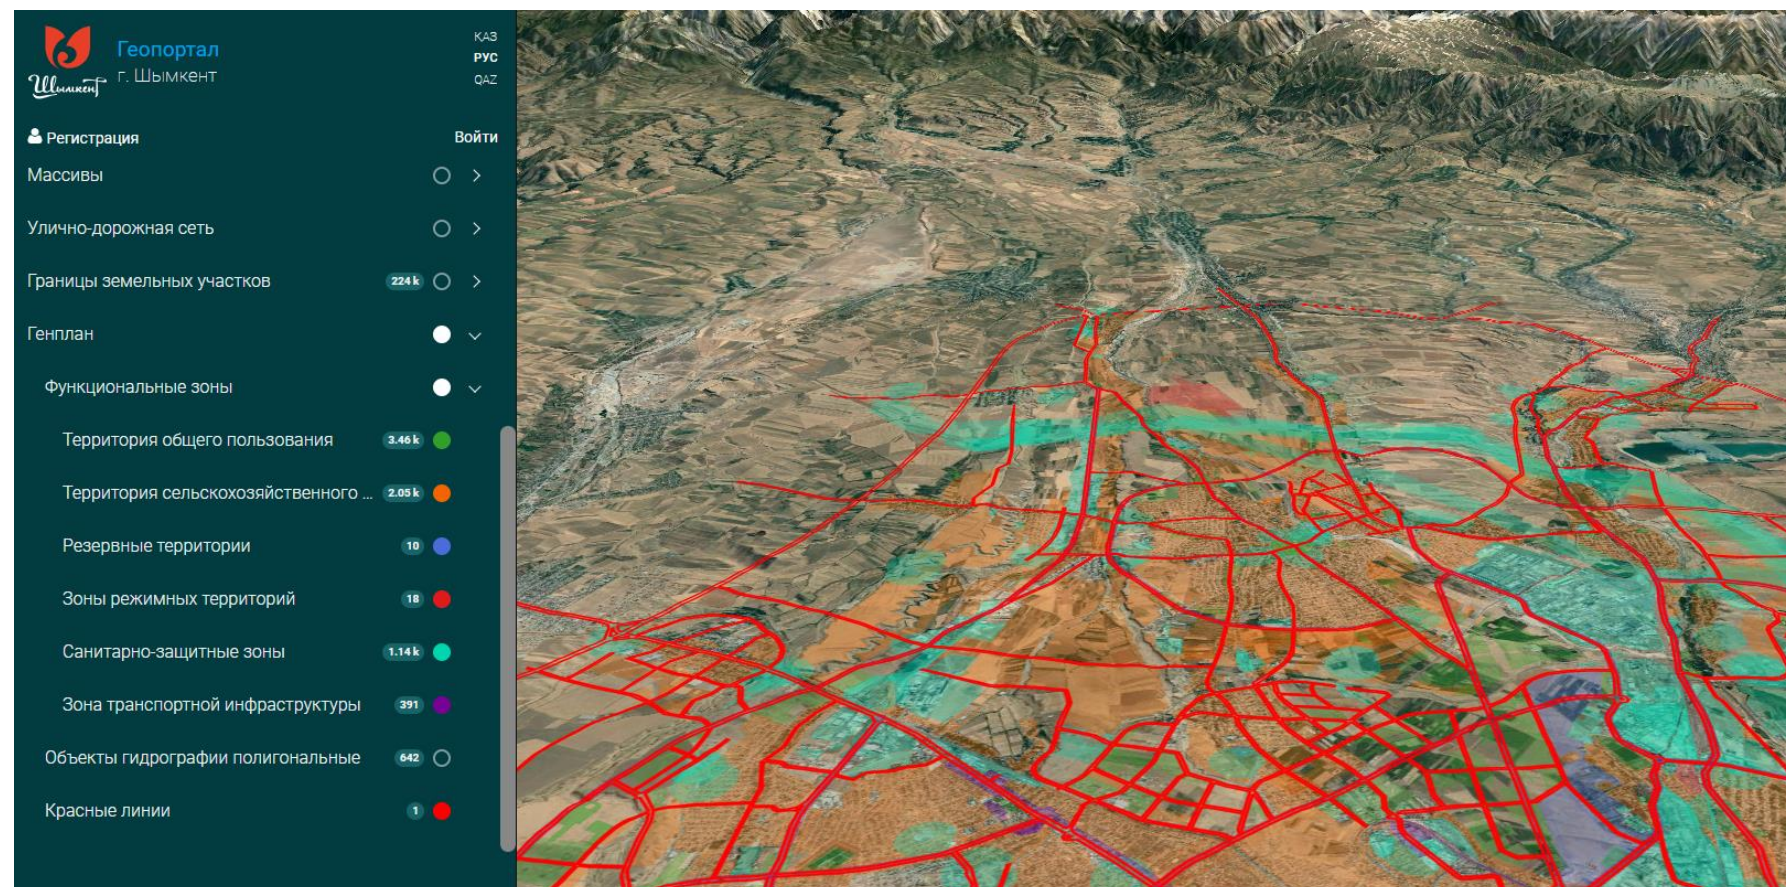 Шымкент
Геопортал
г. Шымкент
ҚАЗ
РУС
QAZ
Регистрация
Войти
Массивы
Улично-дорожная сеть
Границы земельных участков 224 k
Генплан
Функциональные зоны
Территория общего пользования 3.46 k
Территория сельскохозяйственного ... 2.05 k
Резервные территории 10
Зоны режимных территорий 18
Санитарно-защитные зоны 1.14 k
Зона транспортной инфраструктуры 391
Объекты гидрографии полигональные 642
Красные линии 1